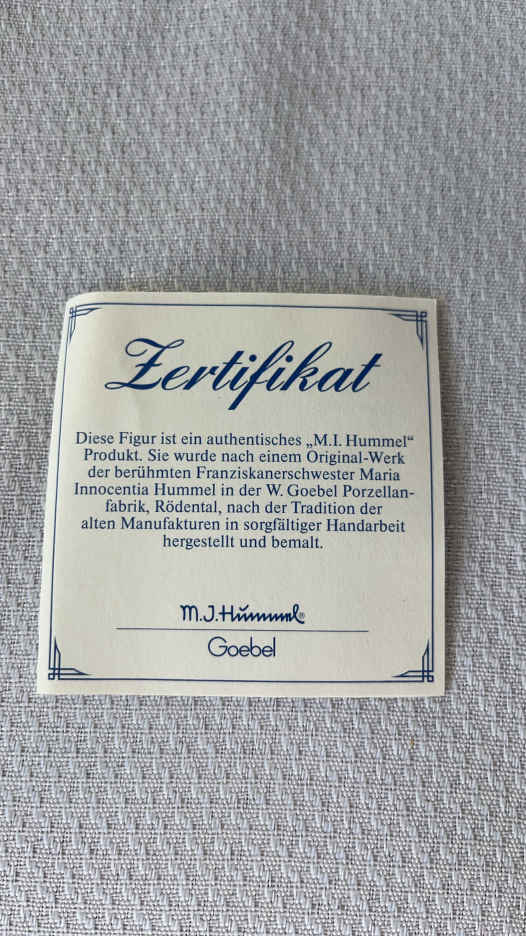 Zertifikat
Diese Figur ist ein authentisches „M.I. Hummel“
Produkt. Sie wurde nach einem Original-Werk
der berühmten Franziskanerschwester Maria
Innocentia Hummel in der W. Goebel Porzellan-
fabrik, Rödental, nach der Tradition der
alten Manufakturen in sorgfältiger Handarbeit
hergestellt und bemalt.
M.J.Hummel®
Goebel